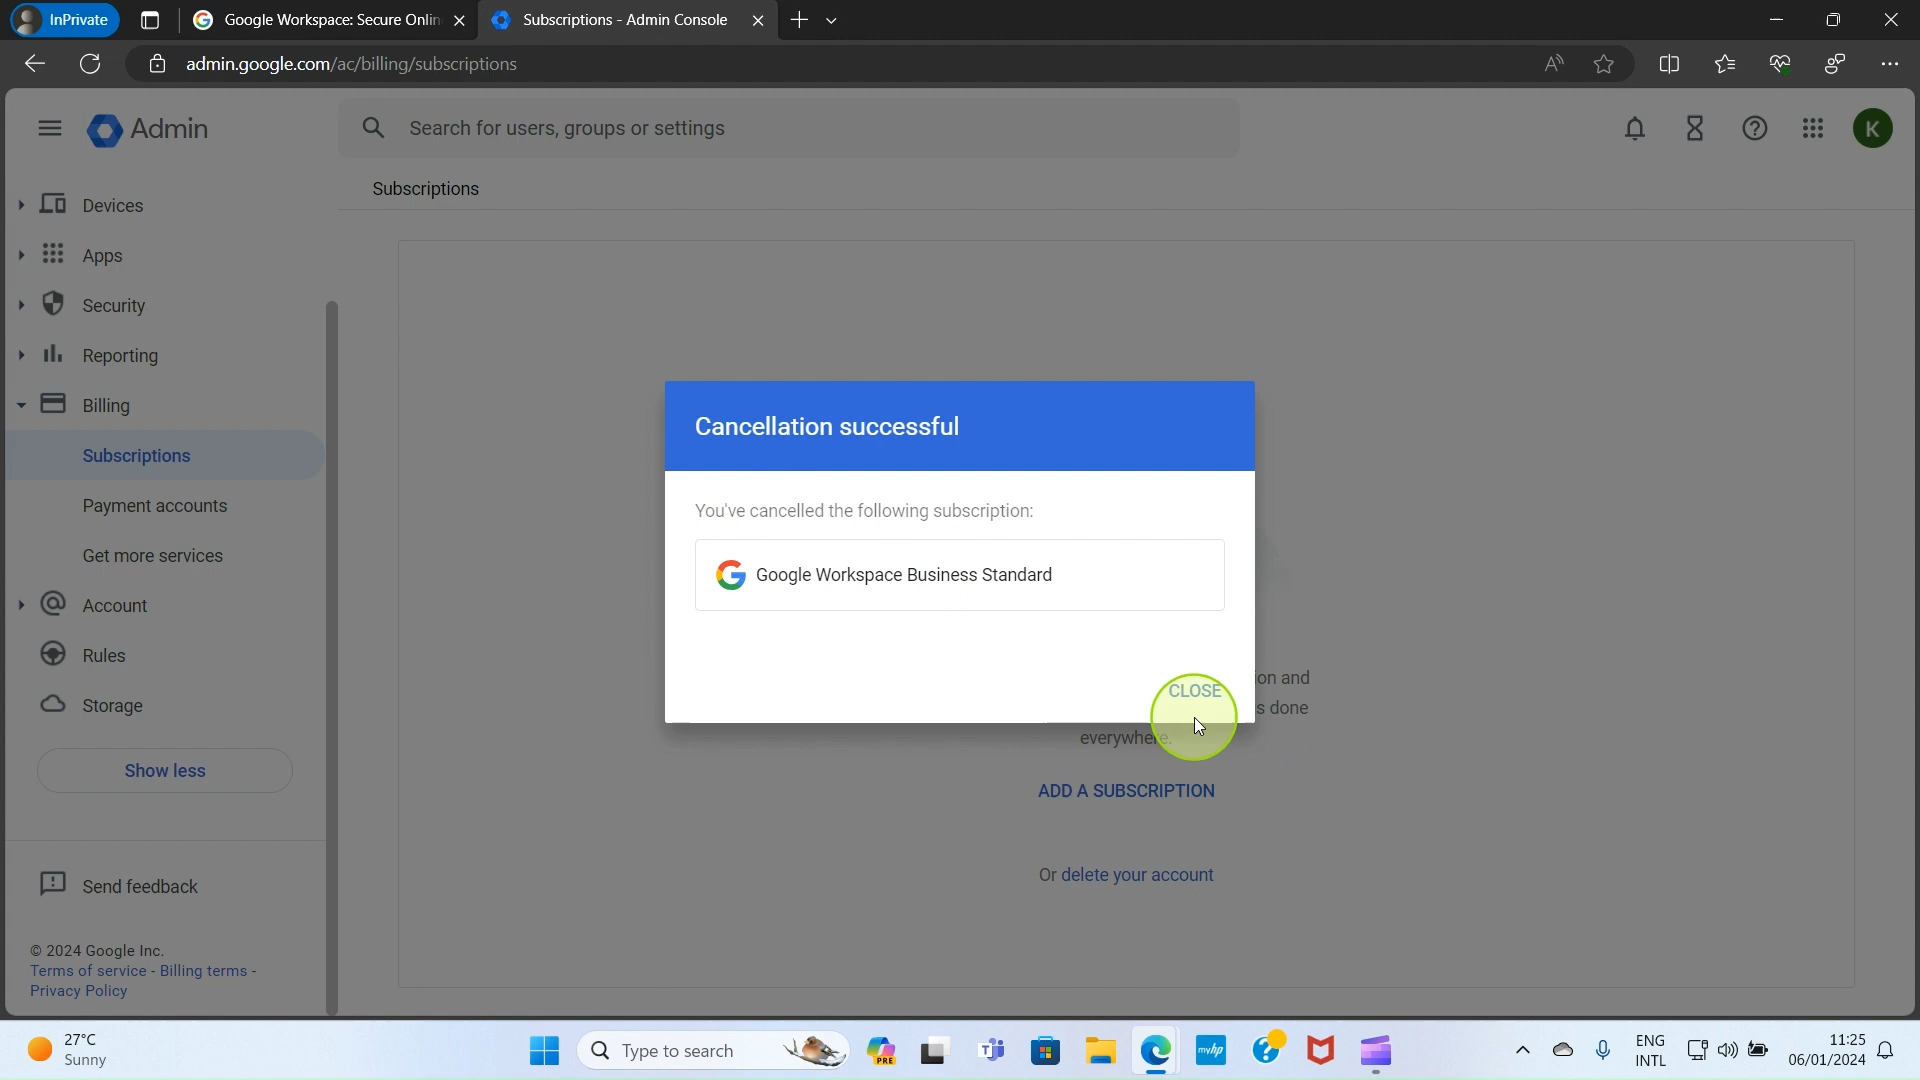 InPrivate
Google Workspace: Secure Onlin
Subscriptions - Admin Console
admin.google.com/ac/billing/subscriptions
Admin
Search for users, groups or settings
K
Subscriptions
Devices
Apps
Security
Reporting
Billing
Subscriptions
Payment accounts
Get more services
Account
Rules
Storage
Show less
Send feedback
© 2024 Google Inc.
Terms of service - Billing terms -
Privacy Policy
Cancellation successful
You've cancelled the following subscription:
Google Workspace Business Standard
CLOSE
ion and
s done
everywhere.
ADD A SUBSCRIPTION
Or delete your account
27°C
Sunny
Type to search
PRE
myhp
ENG
INTL
11:25
06/01/2024